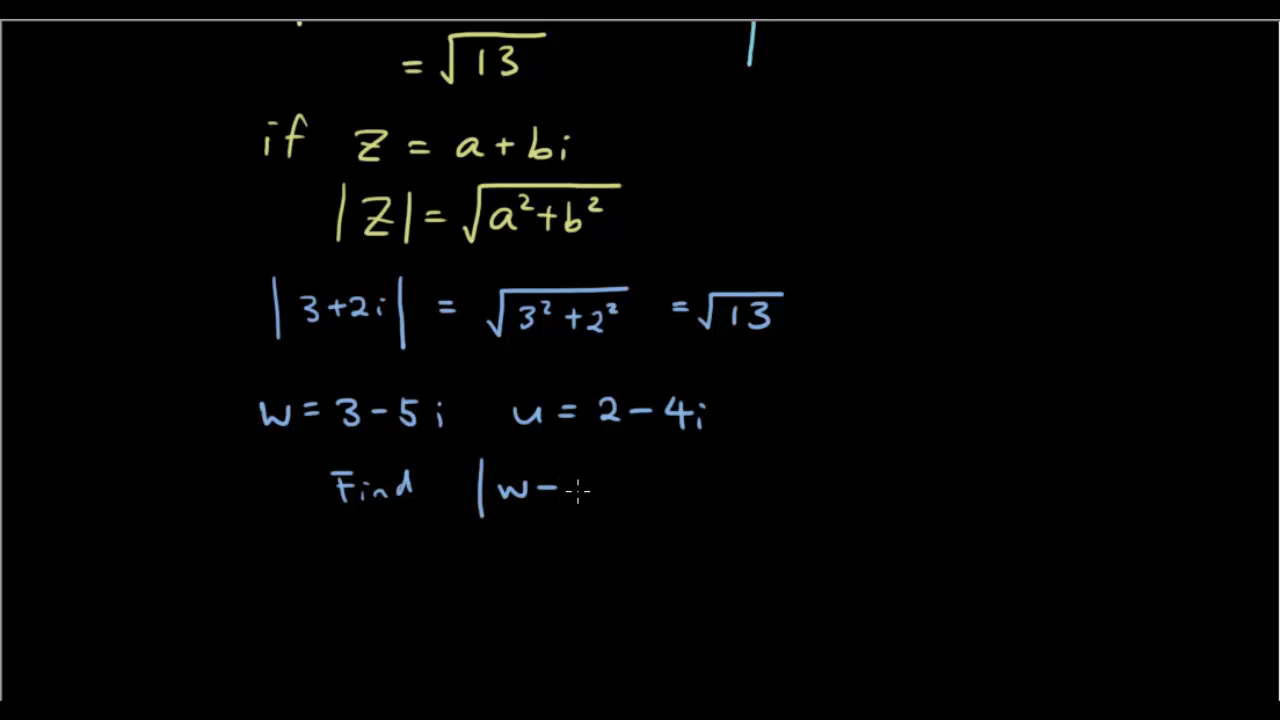 = √13
if z = a + bi
|z| = √a²+b²
|3+2i| = √3²+2² = √13
w = 3 - 5i u = 2 - 4i
Find |w -